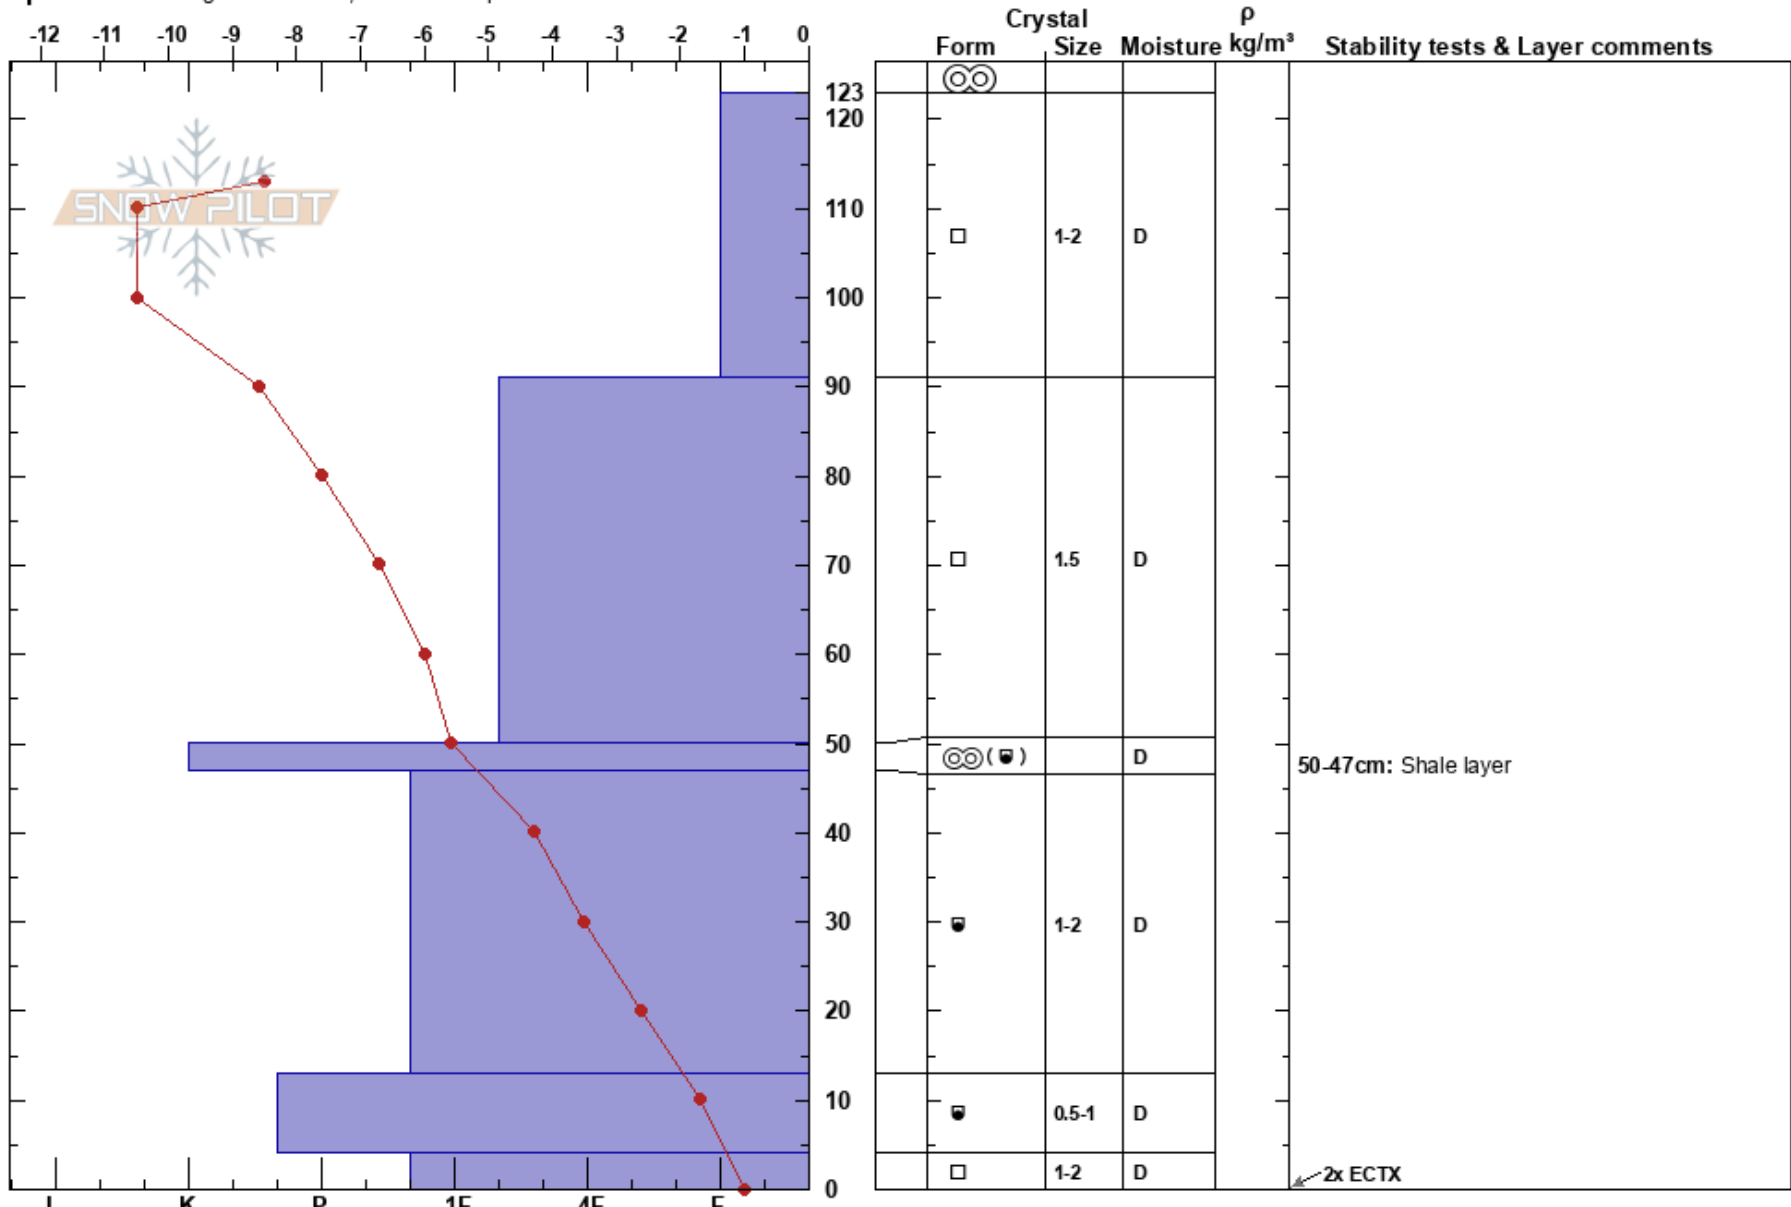 Crystal ρ
-12 -11 -10 -9 -8 -7 -6 -5 -4 -3 -2 -1 0 Form Size Moisture kg/m³ Stability tests & Layer comments
123
120
SNOW PILOT
110
1-2 D
100
90
80
70
1.5 D
60
50
( ) D
50-47cm: Shale layer
40
30
1-2 D
20
10
0.5-1 D
1-2 D
2x ECTX
0
I K P 1F 4F F